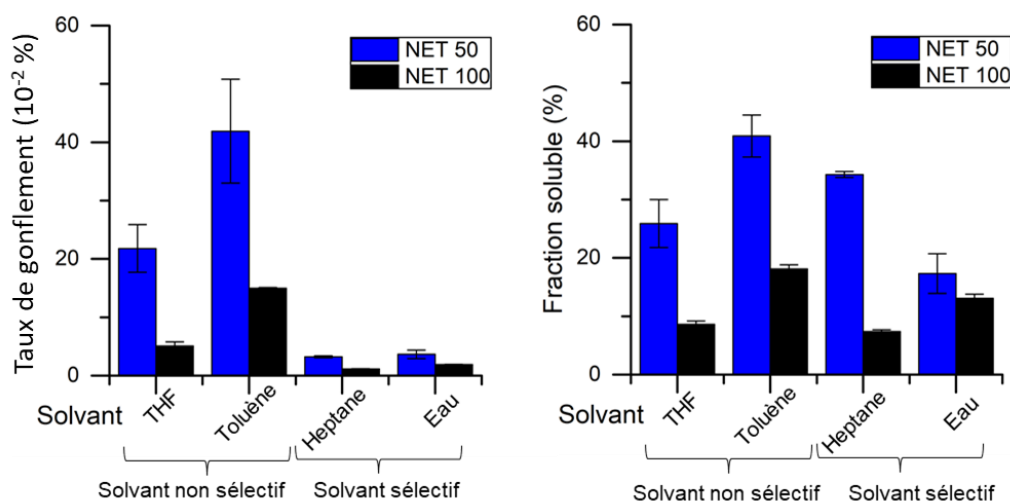 Taux de gonflement (10⁻² %)
60
40
20
0
NET 50
NET 100
Solvant
THF
Toluène
Heptane
Eau
Solvant non sélectif
Solvant sélectif
Fraction soluble (%)
60
40
20
0
NET 50
NET 100
Solvant
THF
Toluène
Heptane
Eau
Solvant non sélectif
Solvant sélectif